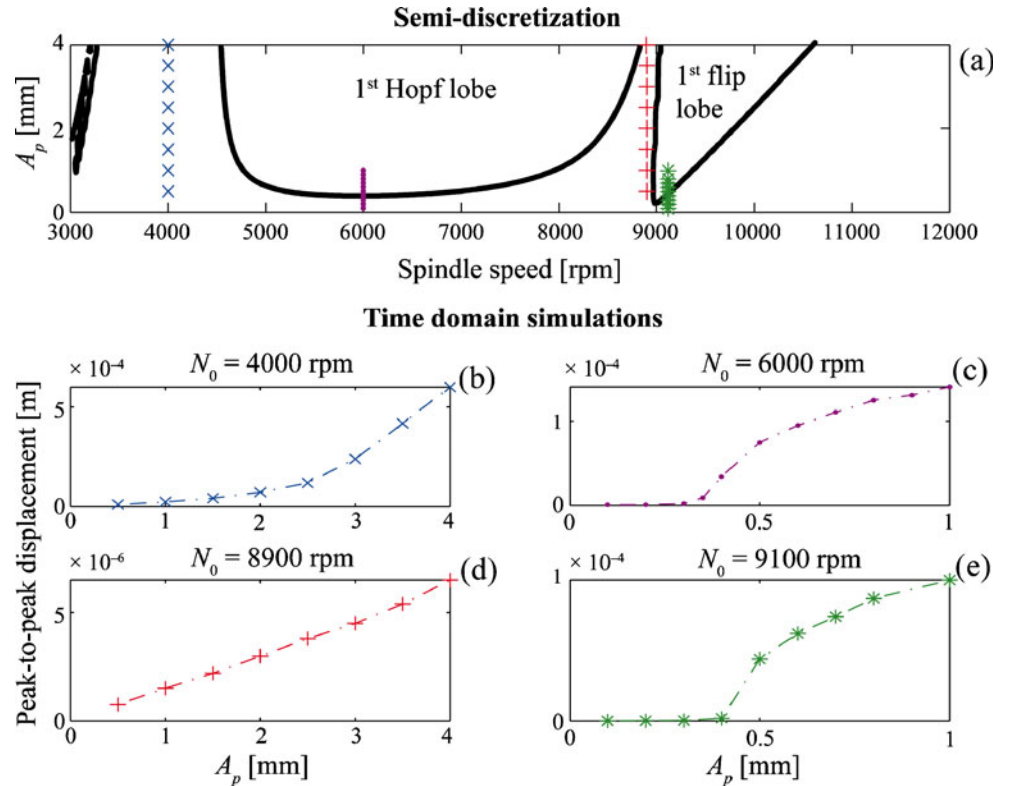 Semi-discretization
(a)
A_p [mm]
4
2
0
1st Hopf lobe
1st flip
lobe
3000 4000 5000 6000 7000 8000 9000 10000 11000 12000
Spindle speed [rpm]
Time domain simulations
Peak-to-peak displacement [m]
× 10⁻⁴ N₀ = 4000 rpm (b)
5
0
0 1 2 3 4
× 10⁻⁴ N₀ = 6000 rpm (c)
1
0
0 0.5 1
× 10⁻⁶ N₀ = 8900 rpm (d)
5
0
0 1 2 3 4
A_p [mm]
1 × 10⁻⁴ N₀ = 9100 rpm (e)
0
0 0.5 1
A_p [mm]